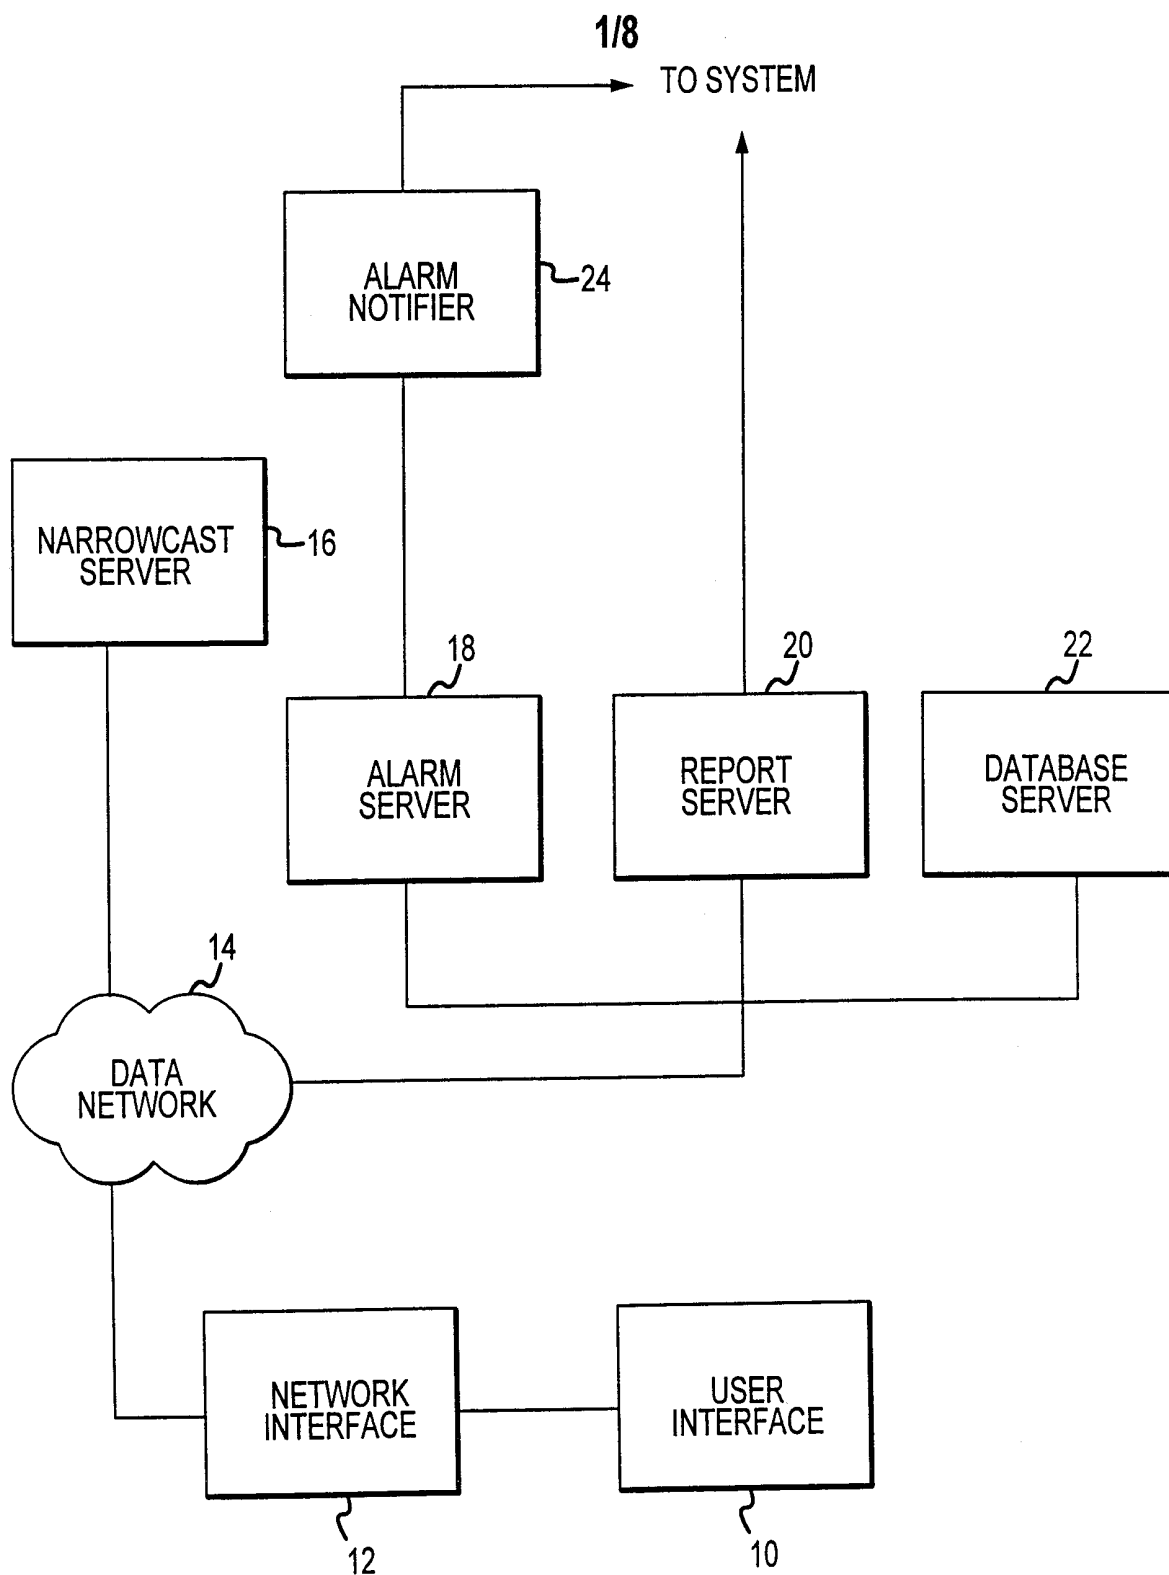 1/8
TO SYSTEM
ALARM
NOTIFIER
24
NARROWCAST
SERVER
16
18
20
22
ALARM
SERVER
REPORT
SERVER
DATABASE
SERVER
14
DATA
NETWORK
NETWORK
INTERFACE
USER
INTERFACE
12
10